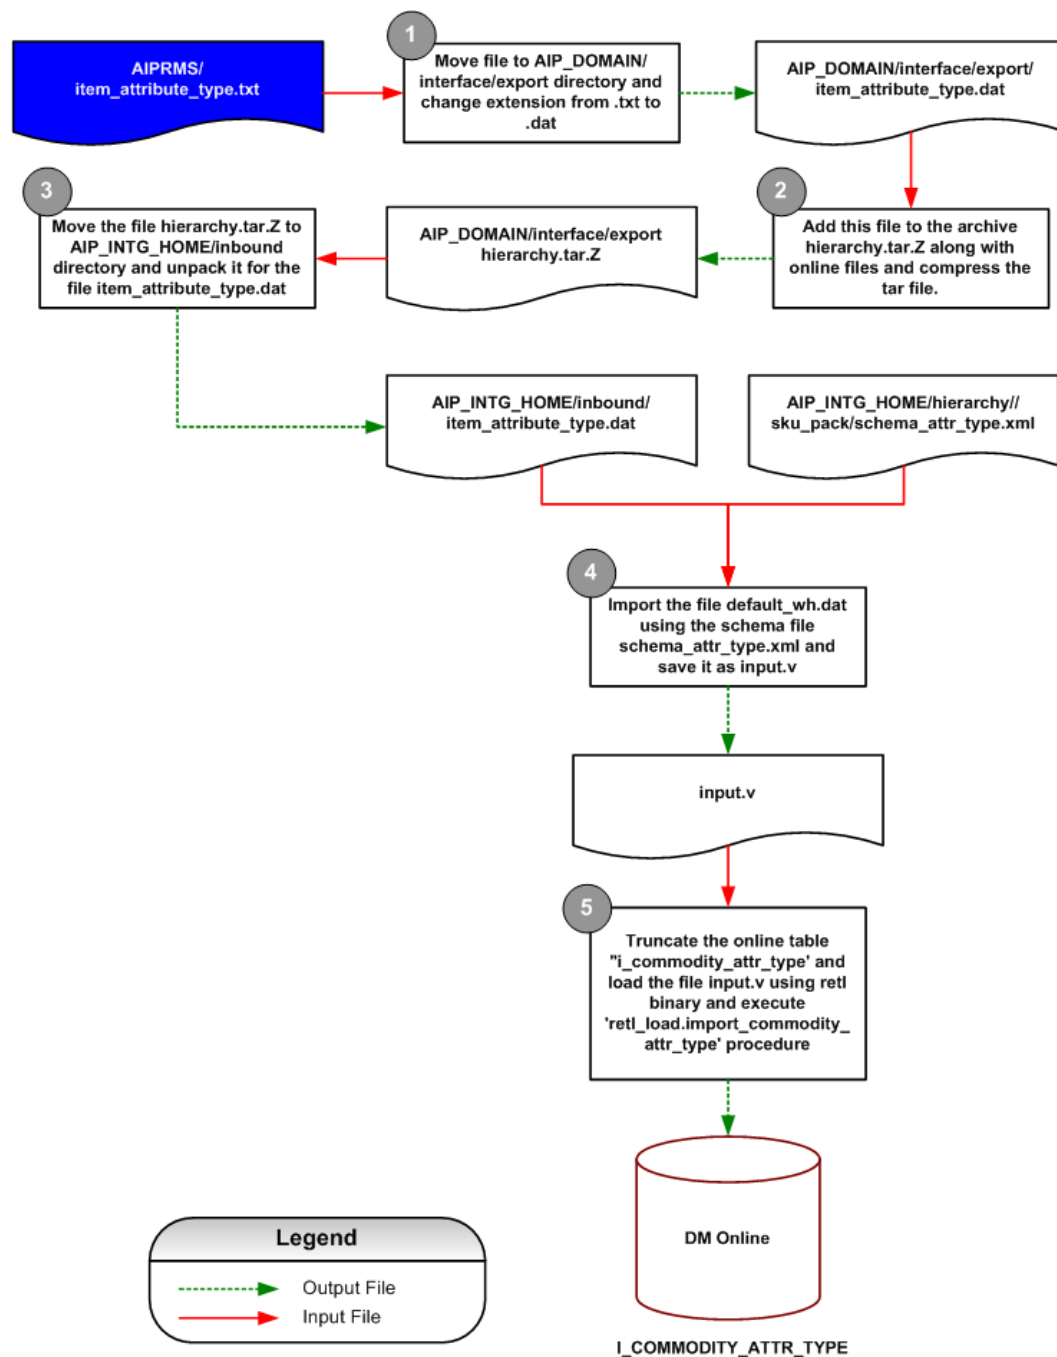 1
AIPRMS/
item_attribute_type.txt
Move file to AIP_DOMAIN/
interface/export directory and
change extension from .txt to
.dat
AIP_DOMAIN/interface/export/
item_attribute_type.dat
3
Move the file hierarchy.tar.Z to
AIP_INTG_HOME/inbound
directory and unpack it for the
file item_attribute_type.dat
AIP_DOMAIN/interface/export
hierarchy.tar.Z
2
Add this file to the archive
hierarchy.tar.Z along with
online files and compress the
tar file.
AIP_INTG_HOME/inbound/
item_attribute_type.dat
AIP_INTG_HOME/hierarchy//
sku_pack/schema_attr_type.xml
4
Import the file default_wh.dat
using the schema file
schema_attr_type.xml and
save it as input.v
input.v
5
Truncate the online table
"i_commodity_attr_type' and
load the file input.v using retl
binary and execute
'retl_load.import_commodity_
attr_type' procedure
DM Online
I_COMMODITY_ATTR_TYPE
Legend
Output File
Input File